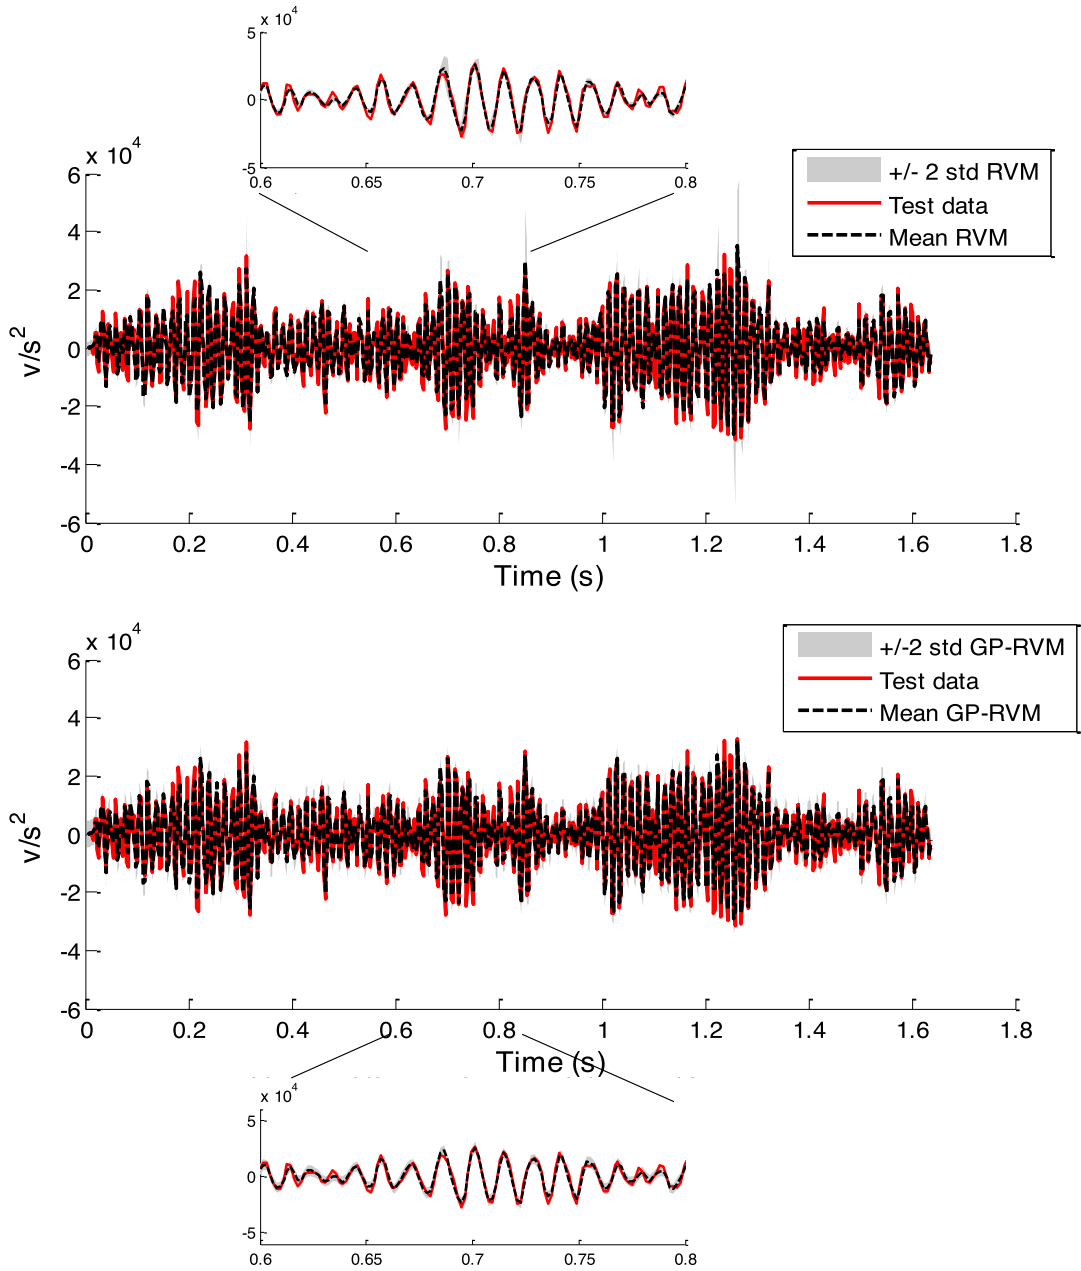 x 10^4
5
0
-5
0.6 0.65 0.7 0.75 0.8
x 10^4
6
4
2
0
-2
-4
-6
v/s^2
+/- 2 std RVM
Test data
Mean RVM
0 0.2 0.4 0.6 0.8 1 1.2 1.4 1.6 1.8
Time (s)
x 10^4
6
4
2
0
-2
-4
-6
v/s^2
+/-2 std GP-RVM
Test data
Mean GP-RVM
0 0.2 0.4 0.6 0.8 1 1.2 1.4 1.6 1.8
Time (s)
x 10^4
5
0
-5
0.6 0.65 0.7 0.75 0.8